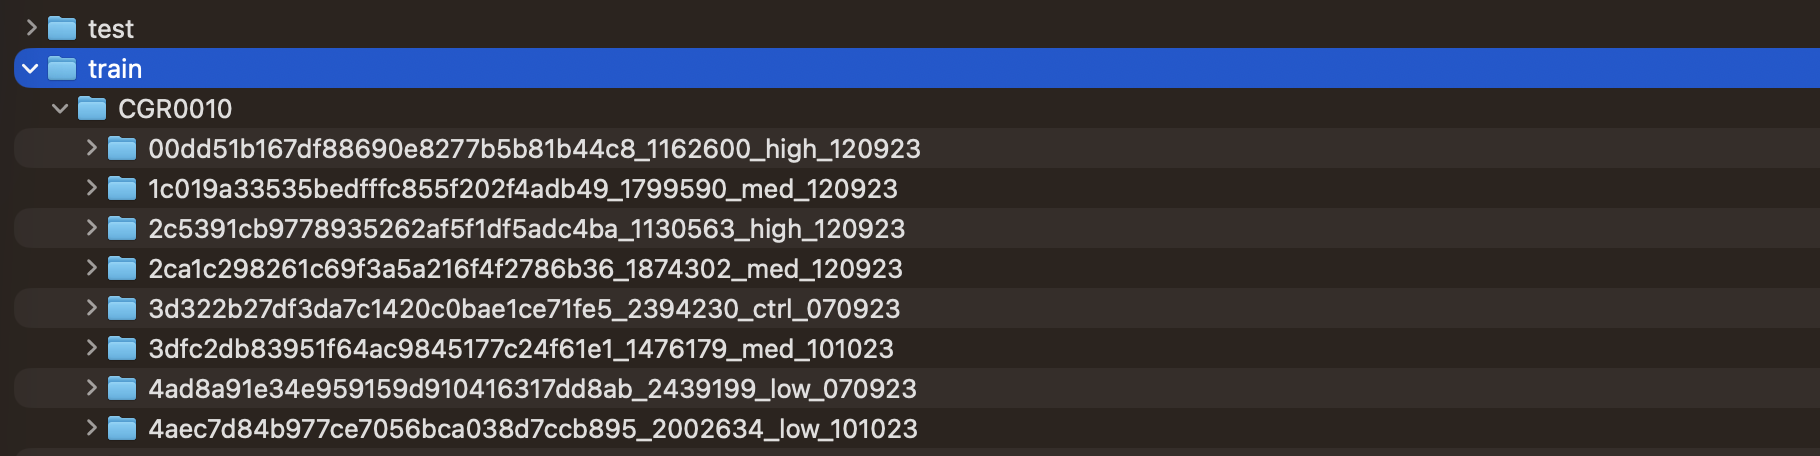 test
train
CGR0010
00dd51b167df88690e8277b5b81b44c8_1162600_high_120923
1c019a33535bedfffc855f202f4adb49_1799590_med_120923
2c5391cb9778935262af5f1df5adc4ba_1130563_high_120923
2ca1c298261c69f3a5a216f4f2786b36_1874302_med_120923
3d322b27df3da7c1420c0bae1ce71fe5_2394230_ctrl_070923
3dfc2db83951f64ac9845177c24f61e1_1476179_med_101023
4ad8a91e34e959159d910416317dd8ab_2439199_low_070923
4aec7d84b977ce7056bca038d7ccb895_2002634_low_101023